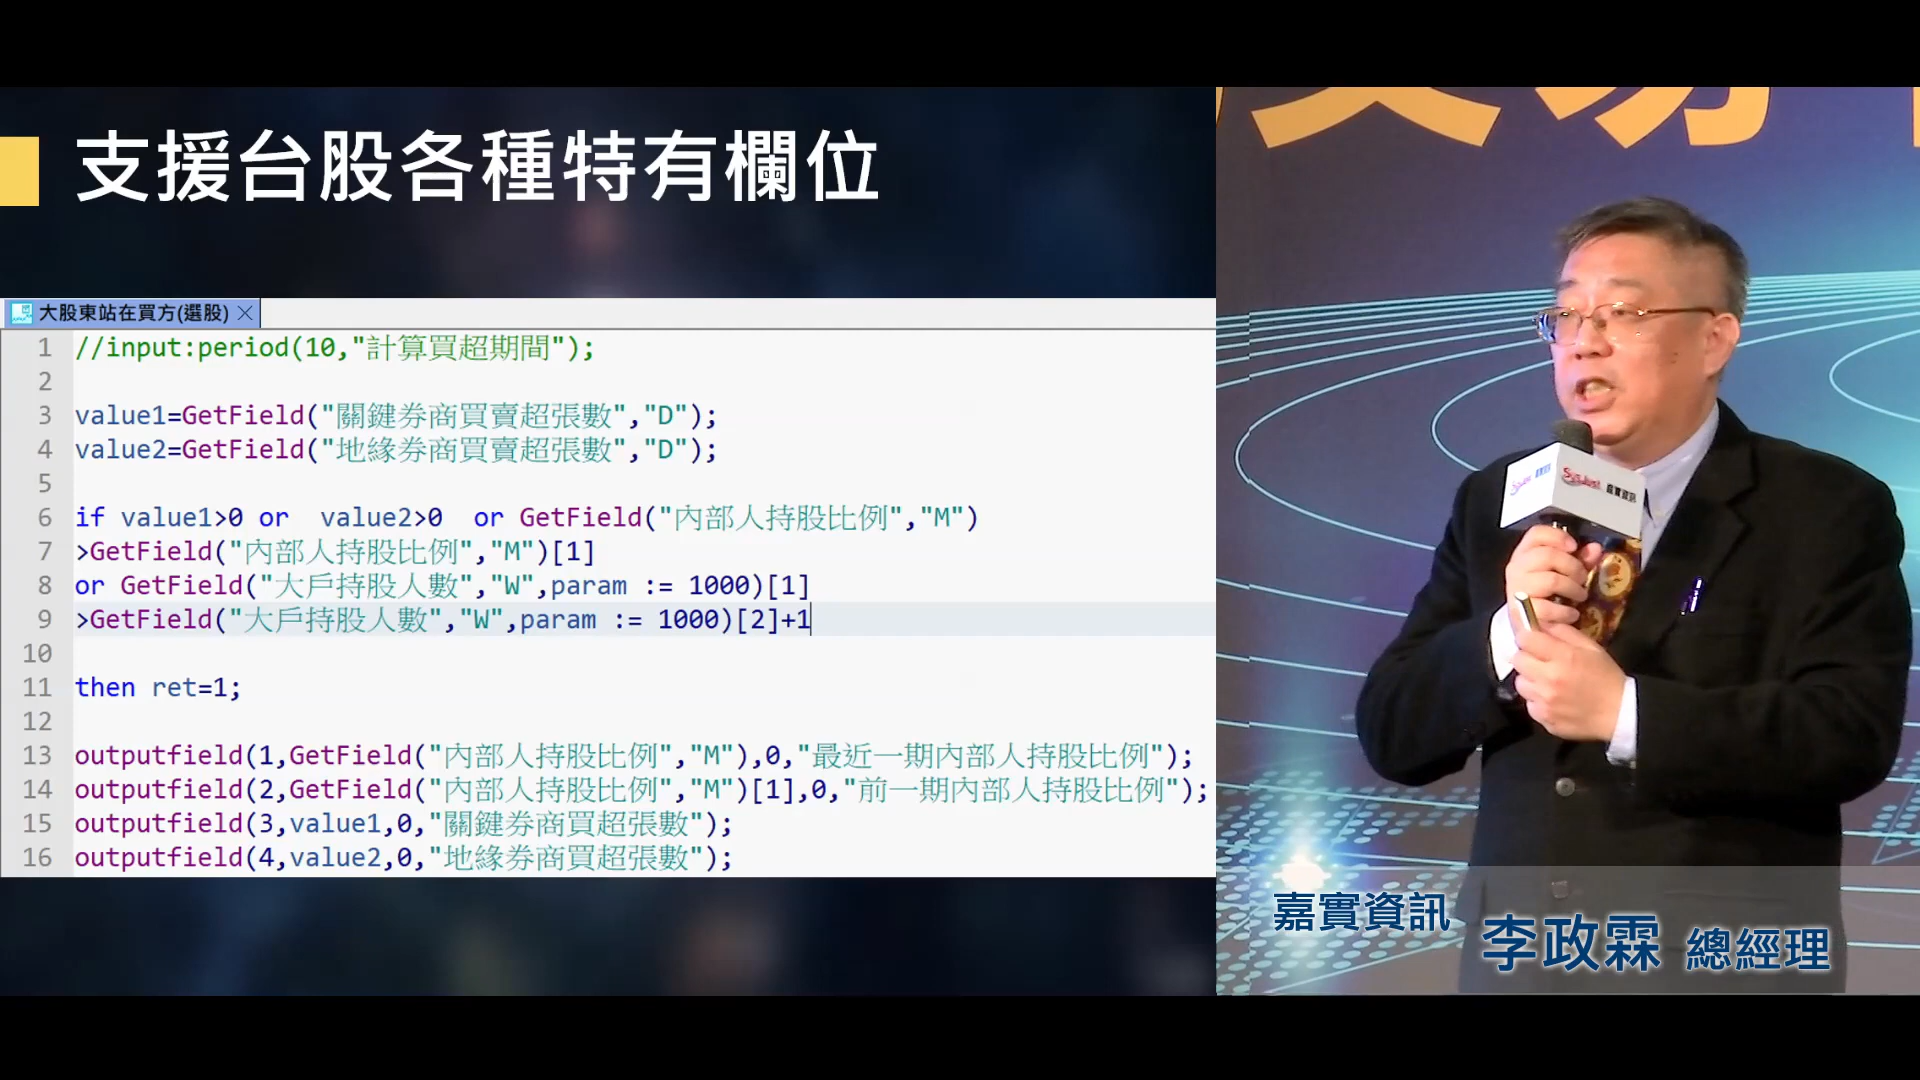 支援台股各種特有欄位
大股東站在買方(選股)
1 //input:period(10,"計算買超期間");
2
3 value1=GetField("關鍵券商買賣超張數","D");
4 value2=GetField("地緣券商買賣超張數","D");
5
6 if value1>0 or  value2>0  or GetField("內部人持股比例","M")
7 >GetField("內部人持股比例","M")[1]
8 or GetField("大戶持股人數","W",param := 1000)[1]
9 >GetField("大戶持股人數","W",param := 1000)[2]+1
10
11 then ret=1;
12
13 outputfield(1,GetField("內部人持股比例","M"),0,"最近一期內部人持股比例");
14 outputfield(2,GetField("內部人持股比例","M")[1],0,"前一期內部人持股比例");
15 outputfield(3,value1,0,"關鍵券商買超張數");
16 outputfield(4,value2,0,"地緣券商買超張數");
SysJust 嘉實資訊
嘉實資訊 李政霖 總經理